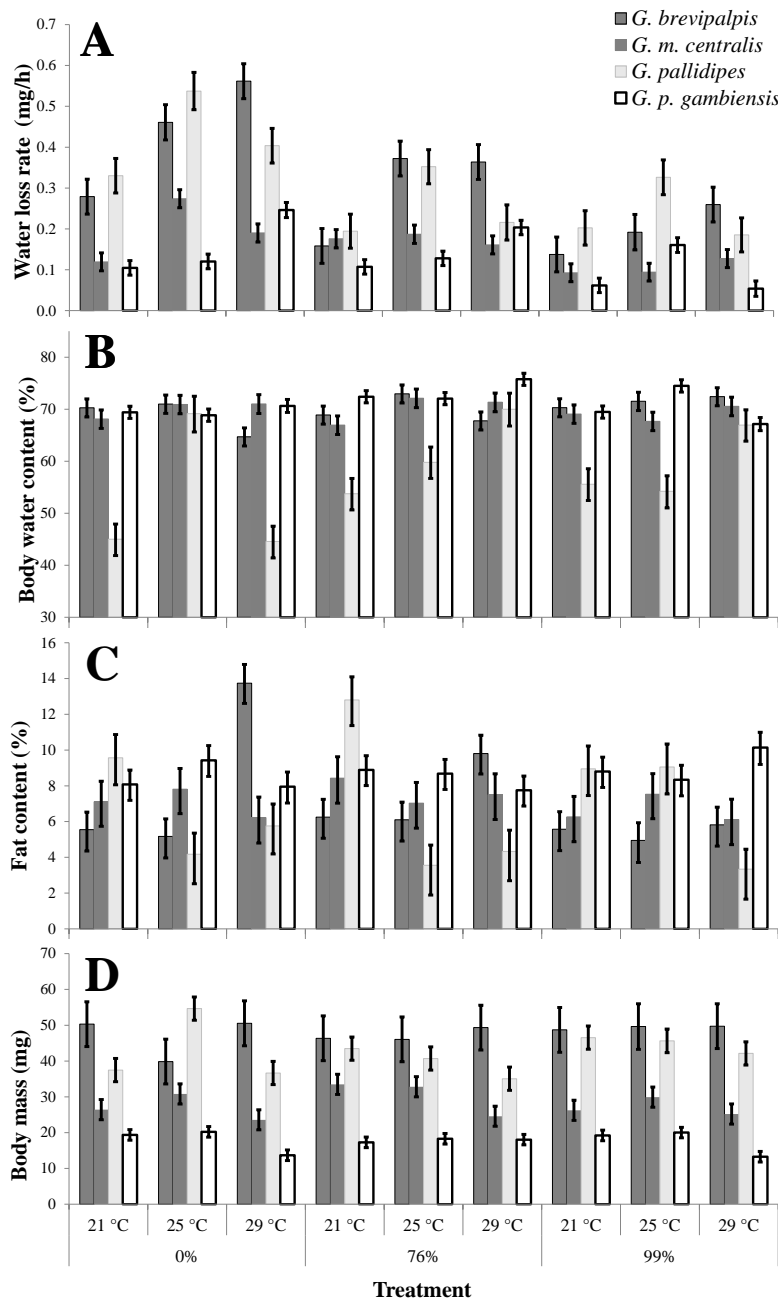 A
G. brevipalpis
G. m. centralis
G. pallidipes
G. p. gambiensis
Water loss rate (mg/h)
0.7
0.6
0.5
0.4
0.3
0.2
0.1
0.0
B
Body water content (%)
80
70
60
50
40
30
C
Fat content (%)
16
14
12
10
8
6
4
2
0
D
Body mass (mg)
70
60
50
40
30
20
10
0
21 °C 25 °C 29 °C 21 °C 25 °C 29 °C 21 °C 25 °C 29 °C
0% 76% 99%
Treatment